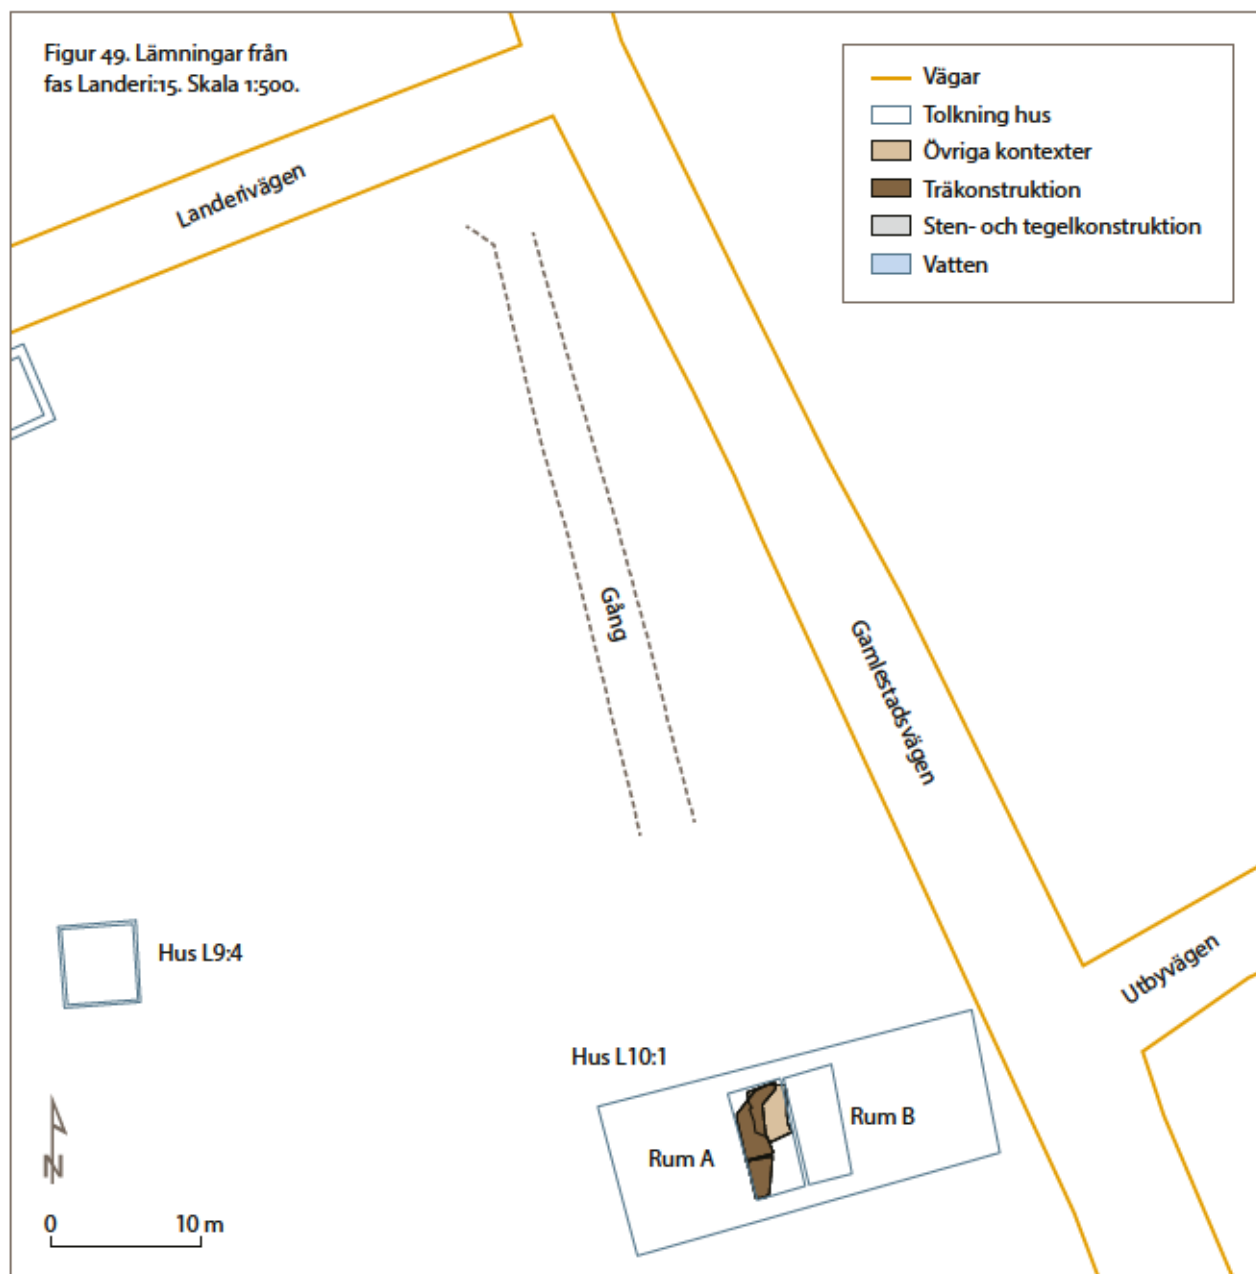 Figur 49. Lämningar från
fas Landeri:15. Skala 1:500.
Vägar
Tolkning hus
Övriga kontexter
Träkonstruktion
Sten- och tegelkonstruktion
Vatten
Landerivägen
Gång
Gamlestadsvägen
Utbyvägen
Hus L9:4
Hus L10:1
Rum B
Rum A
N
0 10 m